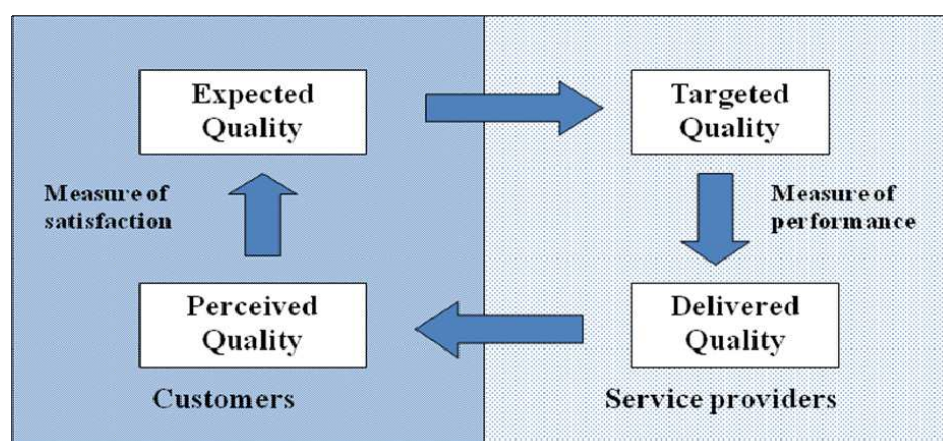 Expected
Quality
Targeted
Quality
Measure of
satisfaction
Measure of
performance
Perceived
Quality
Delivered
Quality
Customers
Service providers